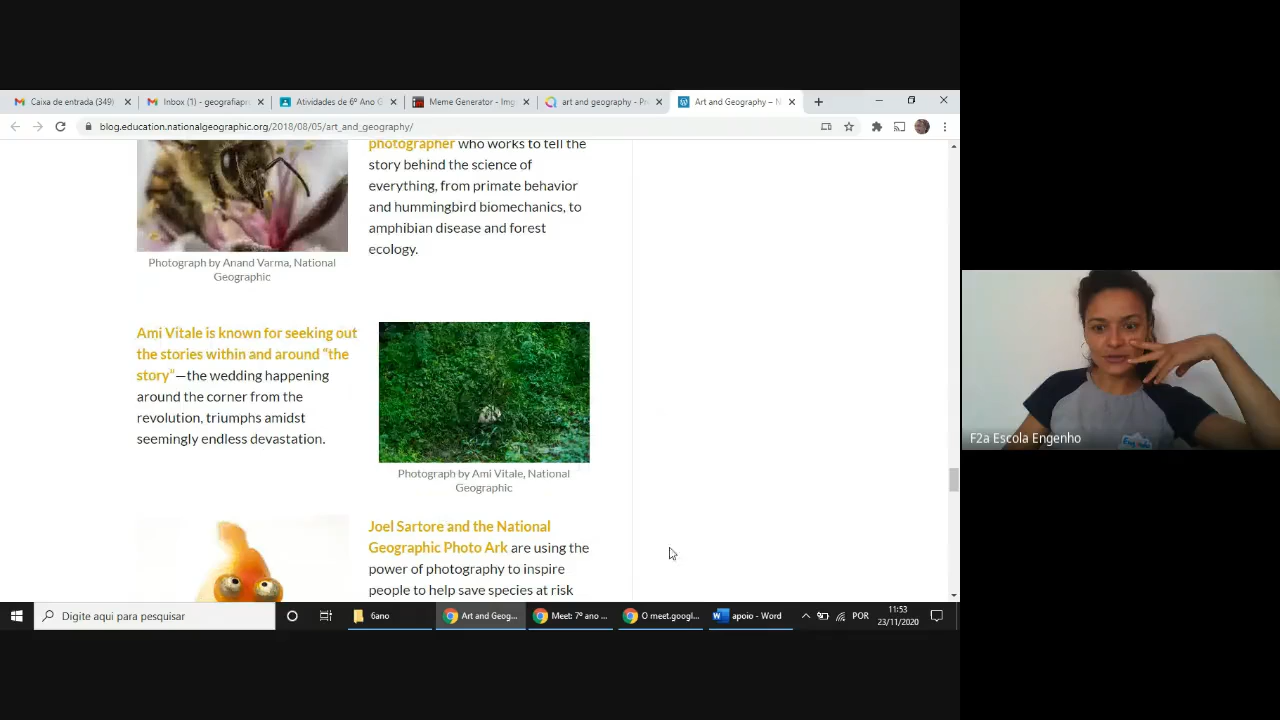 Caixa de entrada (349)
Inbox (1) - geografiapr
Atividades de 6º Ano G
Meme Generator - Img
art and geography - Pr
Art and Geography – N
blog.education.nationalgeographic.org/2018/08/05/art_and_geography/
photographer who works to tell the
story behind the science of
everything, from primate behavior
and hummingbird biomechanics, to
amphibian disease and forest
ecology.
Photograph by Anand Varma, National
Geographic
Ami Vitale is known for seeking out
the stories within and around “the
story”—the wedding happening
around the corner from the
revolution, triumphs amidst
seemingly endless devastation.
Photograph by Ami Vitale, National
Geographic
Joel Sartore and the National
Geographic Photo Ark are using the
power of photography to inspire
people to help save species at risk
F2a Escola Engenho
Digite aqui para pesquisar
6ano
Art and Geog...
Meet: 7º ano ...
O meet.googl...
apoio - Word
POR
11:53
23/11/2020